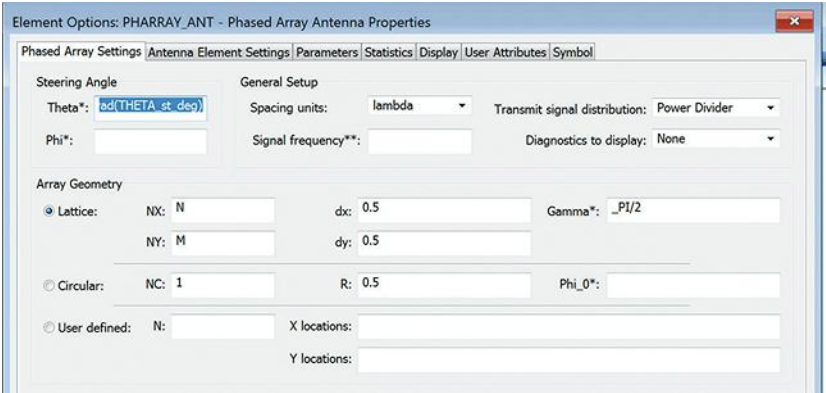 Element Options: PHARRAY_ANT - Phased Array Antenna Properties
Phased Array Settings Antenna Element Settings Parameters Statistics Display User Attributes Symbol
Steering Angle General Setup
Theta*: ad(THETA_st_deg) Spacing units: lambda Transmit signal distribution: Power Divider
Phi*: Signal frequency**: Diagnostics to display: None
Array Geometry
Lattice: NX: N dx: 0.5 Gamma*: _PI/2
NY: M dy: 0.5
Circular: NC: 1 R: 0.5 Phi_0*:
User defined: N: X locations:
Y locations: